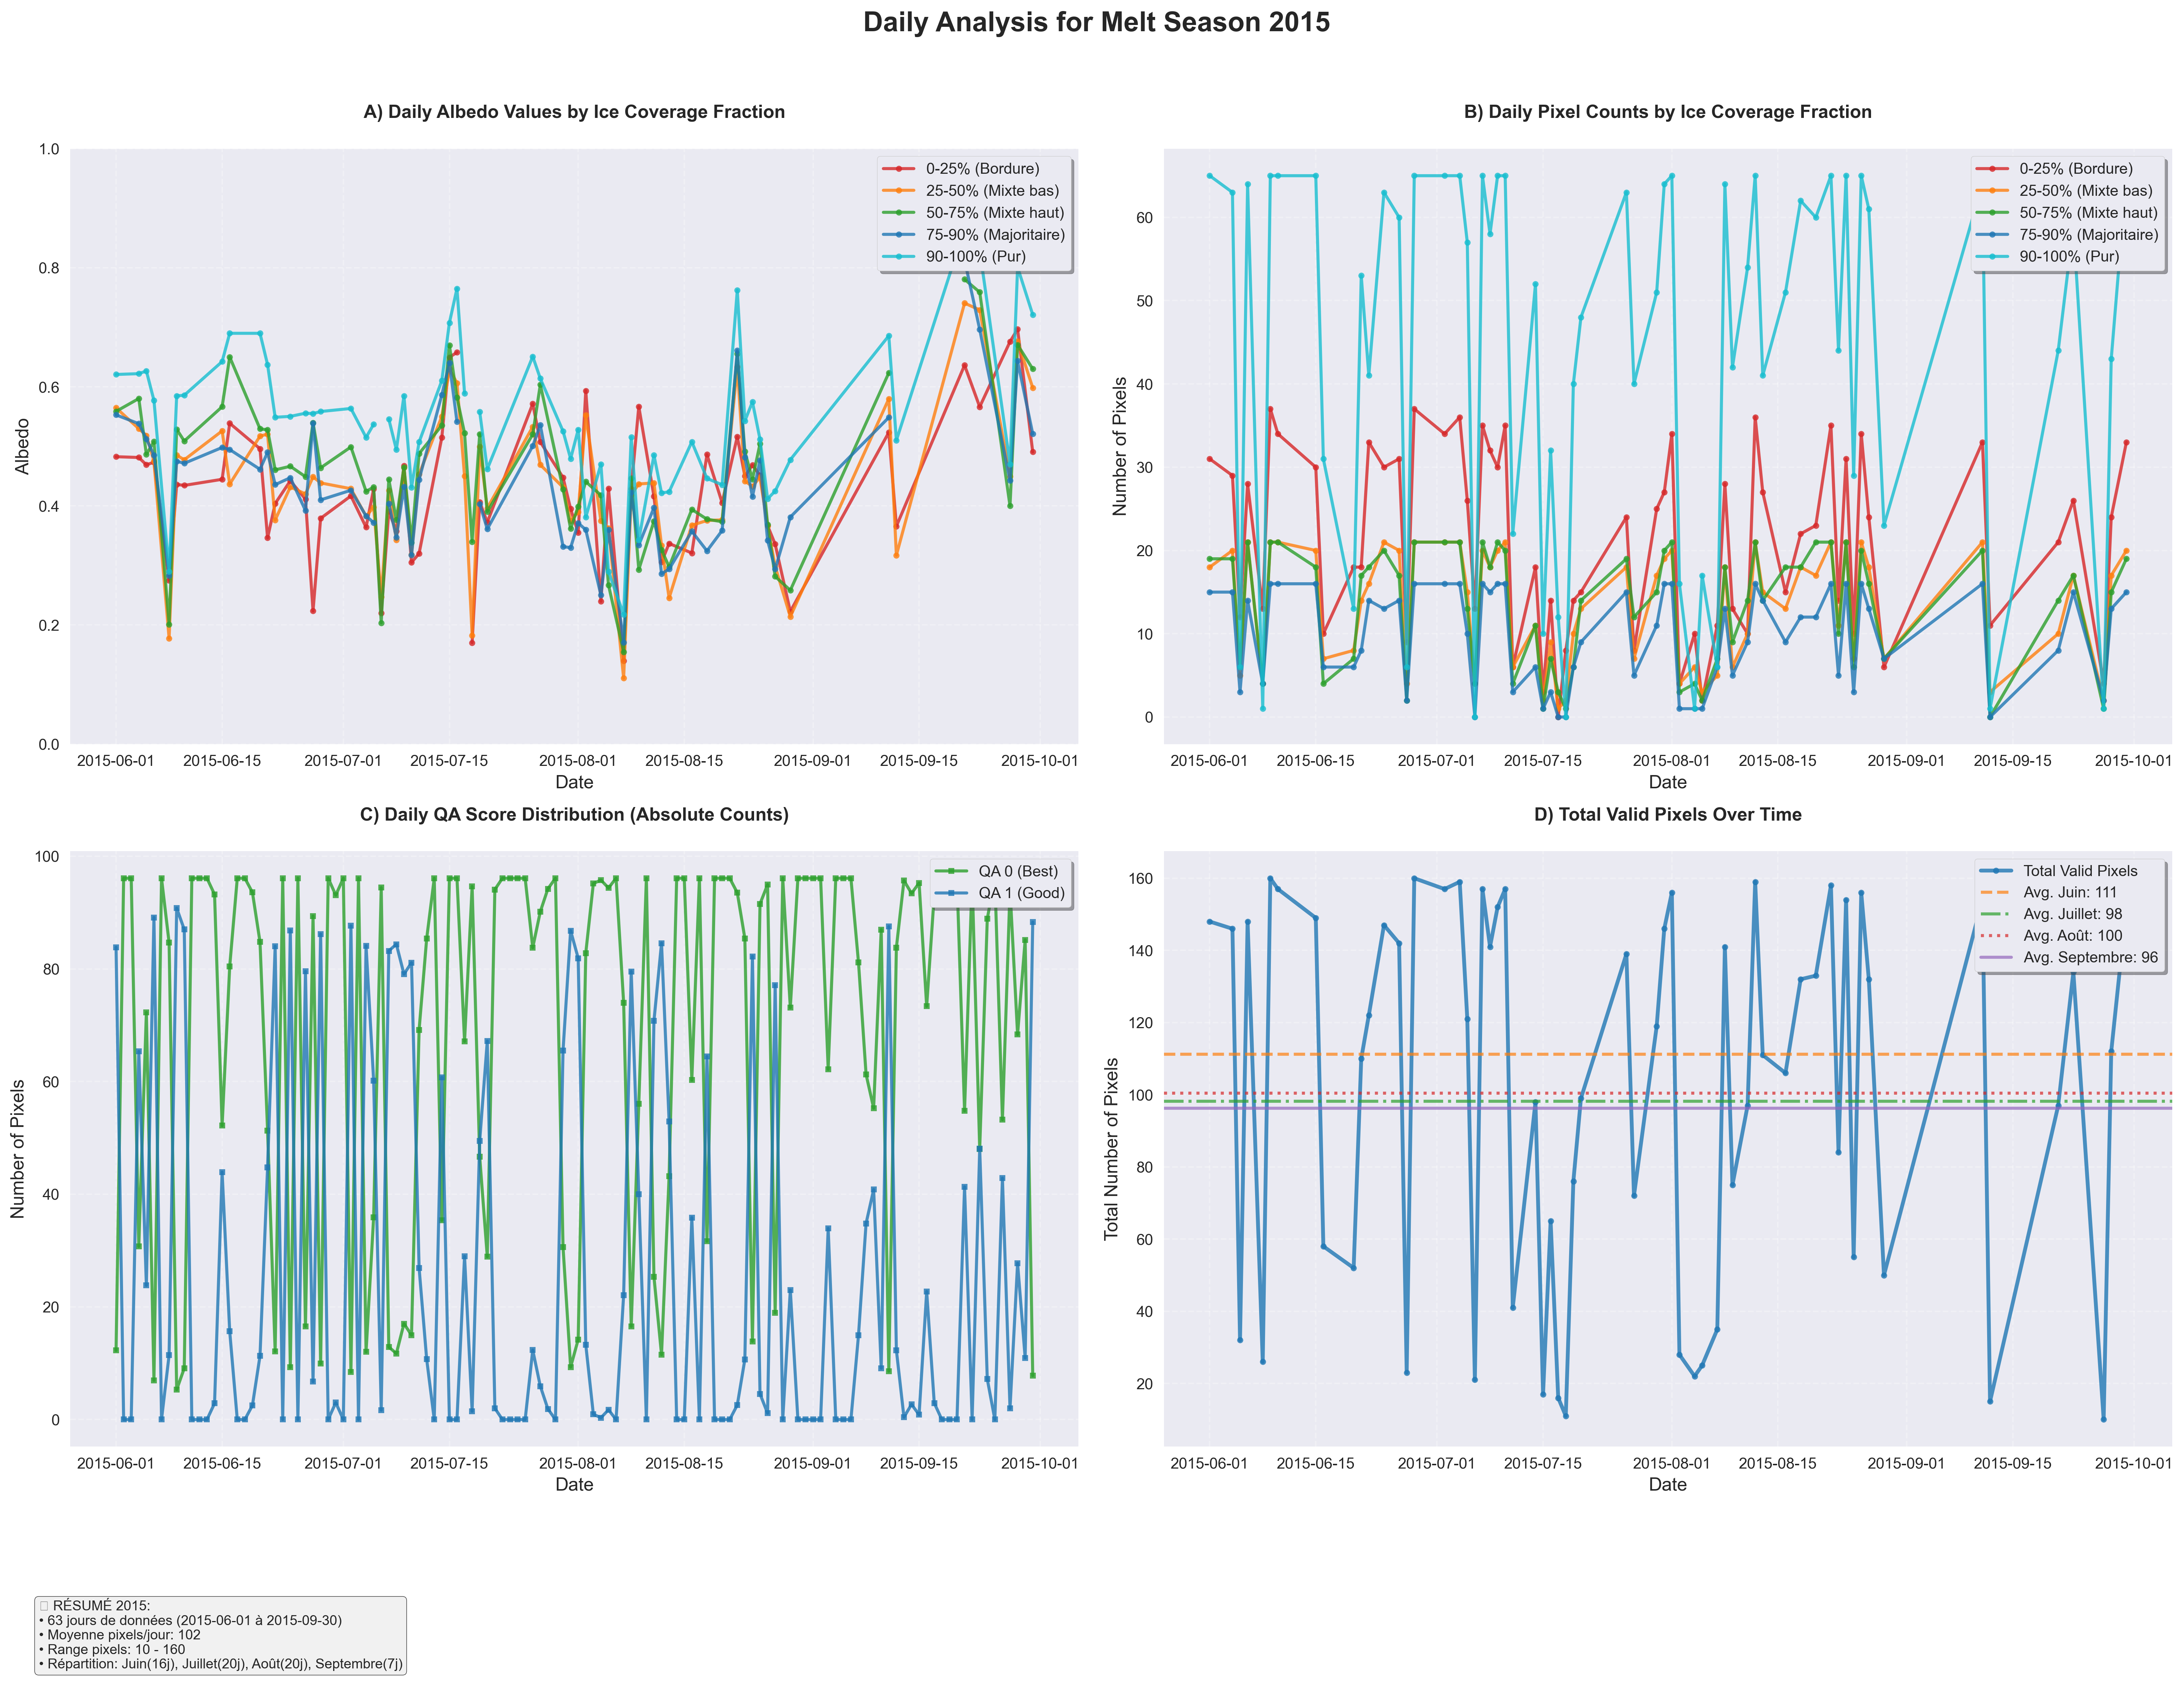 Daily Analysis for Melt Season 2015
A) Daily Albedo Values by Ice Coverage Fraction
1.0
0.8
0.6
0.4
0.2
0.0
Albedo
0-25% (Bordure)
25-50% (Mixte bas)
50-75% (Mixte haut)
75-90% (Majoritaire)
90-100% (Pur)
2015-06-01 2015-06-15 2015-07-01 2015-07-15 2015-08-01 2015-08-15 2015-09-01 2015-09-15 2015-10-01
Date
B) Daily Pixel Counts by Ice Coverage Fraction
60
50
40
30
20
10
0
Number of Pixels
0-25% (Bordure)
25-50% (Mixte bas)
50-75% (Mixte haut)
75-90% (Majoritaire)
90-100% (Pur)
2015-06-01 2015-06-15 2015-07-01 2015-07-15 2015-08-01 2015-08-15 2015-09-01 2015-09-15 2015-10-01
Date
C) Daily QA Score Distribution (Absolute Counts)
100
80
60
40
20
0
Number of Pixels
QA 0 (Best)
QA 1 (Good)
2015-06-01 2015-06-15 2015-07-01 2015-07-15 2015-08-01 2015-08-15 2015-09-01 2015-09-15 2015-10-01
Date
D) Total Valid Pixels Over Time
160
140
120
100
80
60
40
20
Total Number of Pixels
Total Valid Pixels
Avg. Juin: 111
Avg. Juillet: 98
Avg. Août: 100
Avg. Septembre: 96
2015-06-01 2015-06-15 2015-07-01 2015-07-15 2015-08-01 2015-08-15 2015-09-01 2015-09-15 2015-10-01
Date
RÉSUMÉ 2015:
• 63 jours de données (2015-06-01 à 2015-09-30)
• Moyenne pixels/jour: 102
• Range pixels: 10 - 160
• Répartition: Juin(16j), Juillet(20j), Août(20j), Septembre(7j)